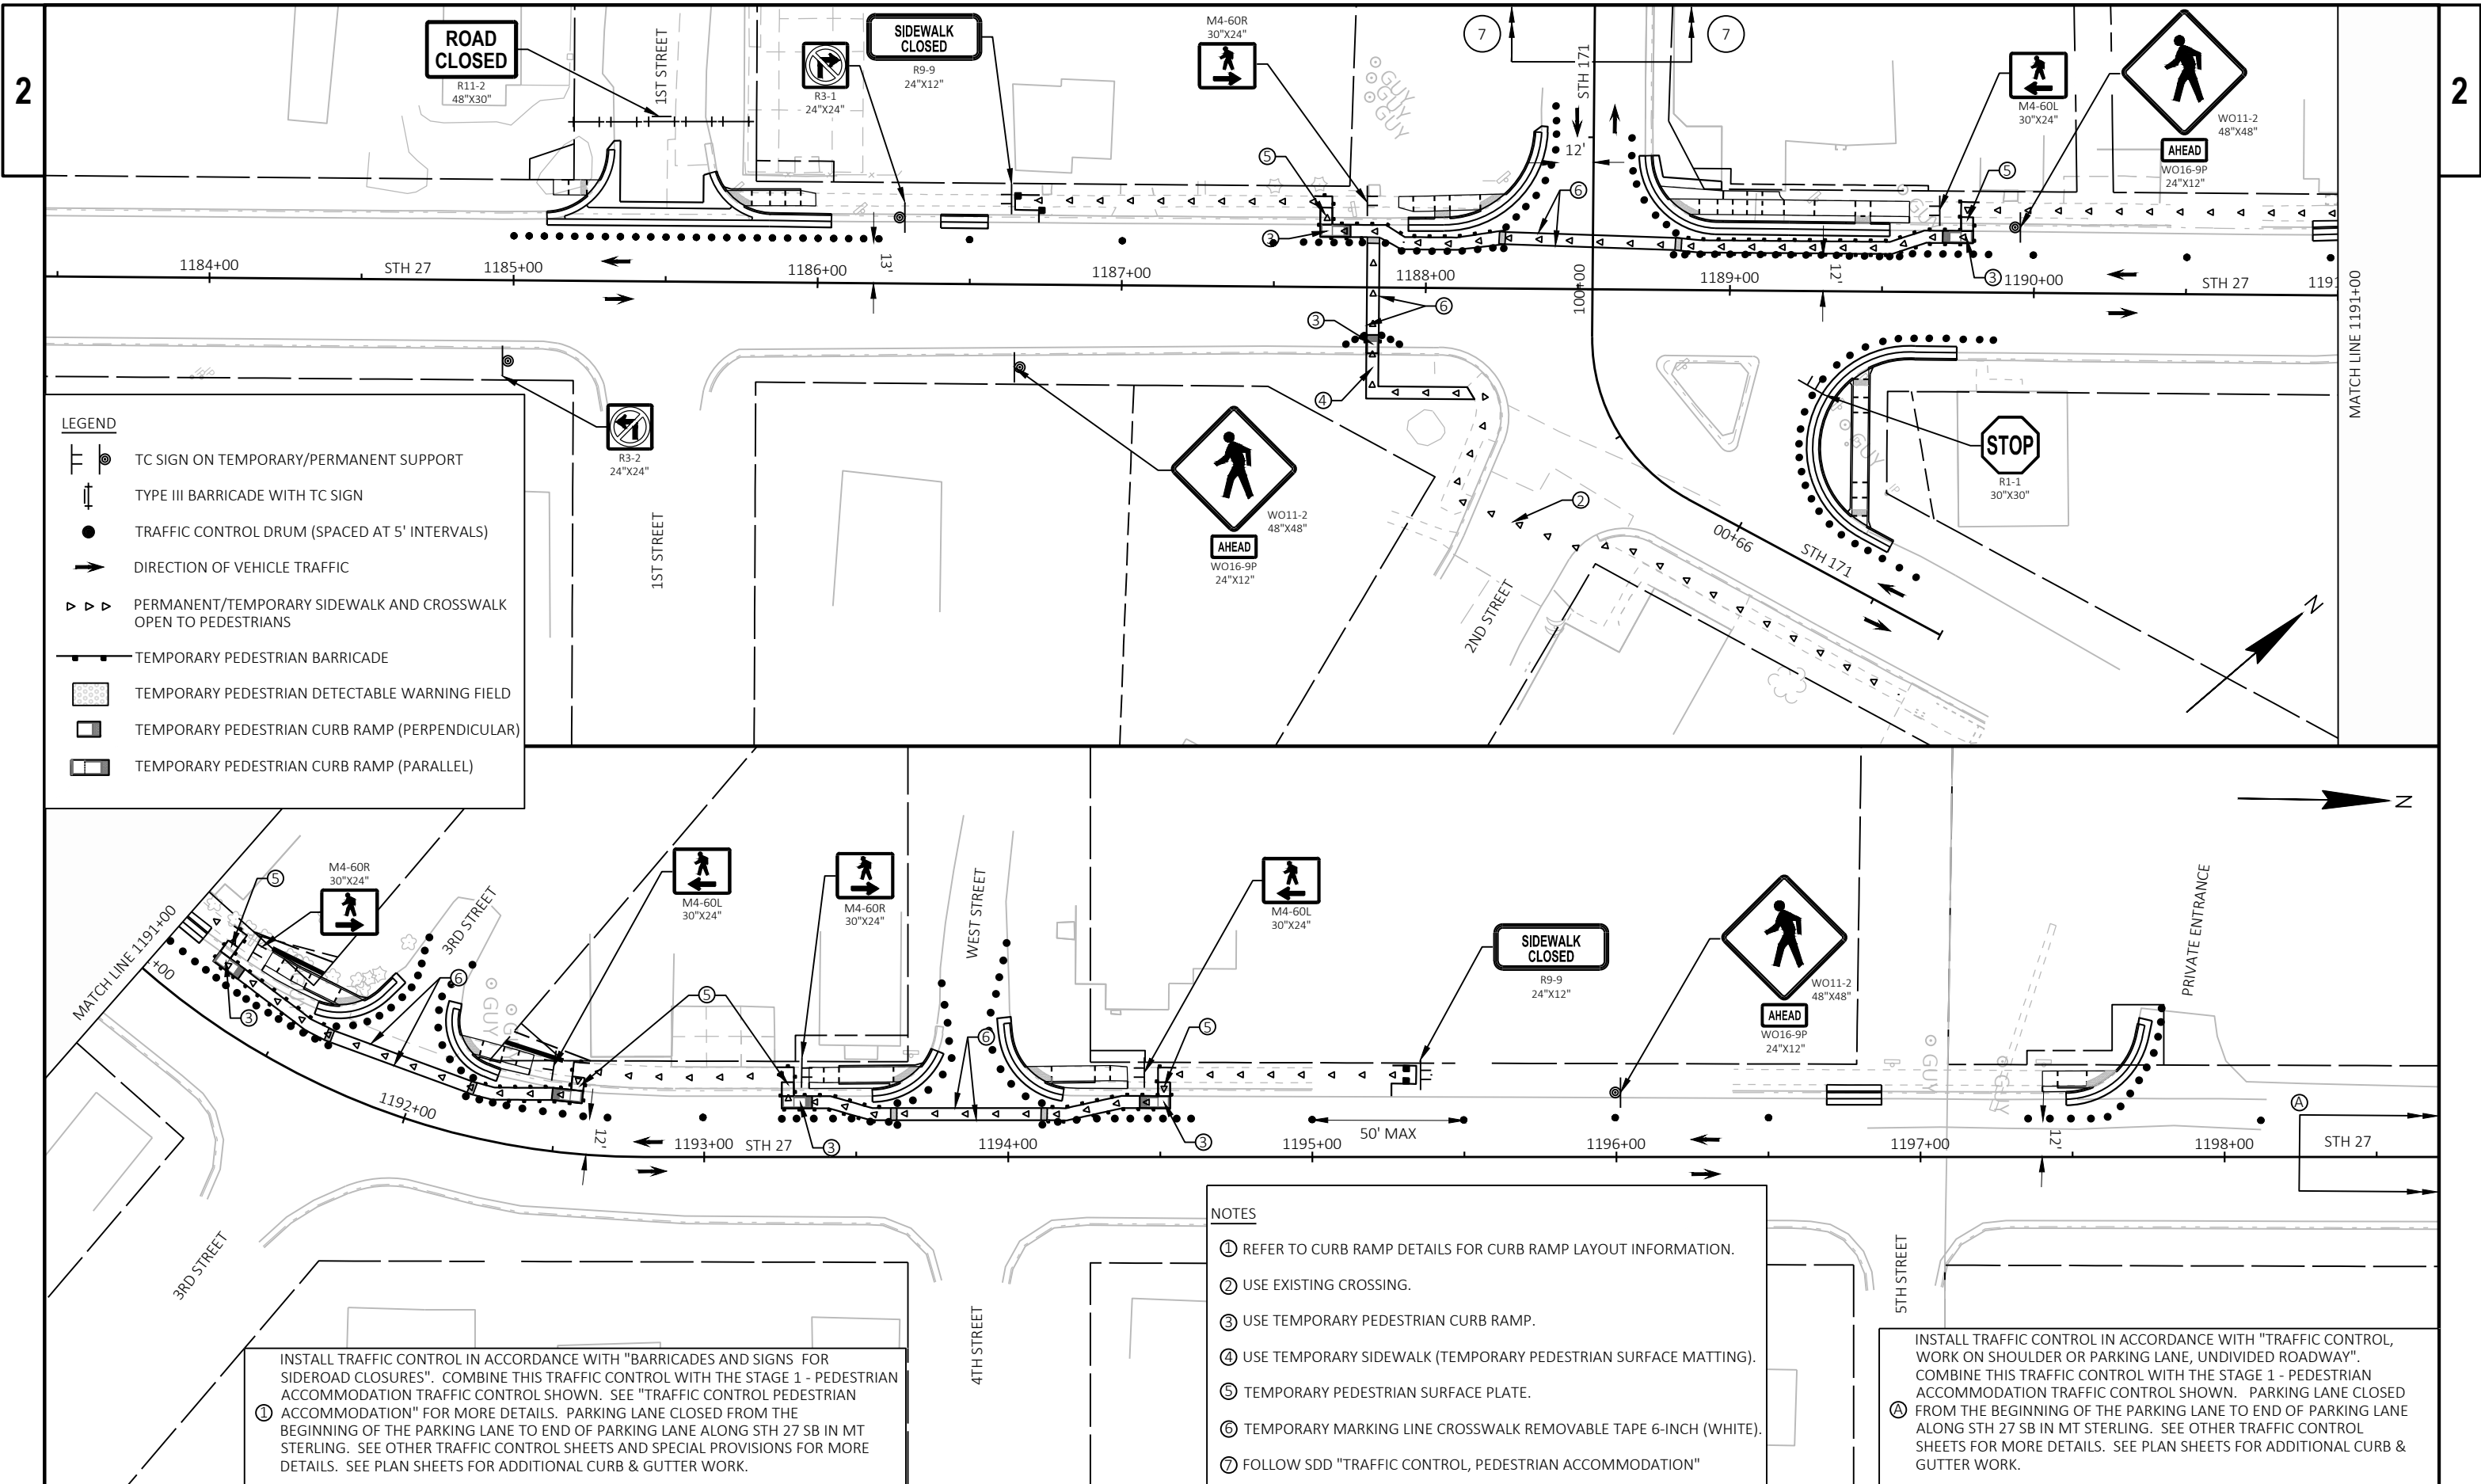 2
2
ROAD
CLOSED
R11-2
48"X30"
1ST STREET
R3-1
24"X24"
SIDEWALK
CLOSED
R9-9
24"X12"
M4-60R
30"X24"
GUY
GUY
GUY
7
7
STH 171
12'
M4-60L
30"X24"
WO11-2
48"X48"
AHEAD
WO16-9P
24"X12"
5
6
5
3
3
1184+00
STH 27
1185+00
1186+00
13'
1187+00
1188+00
100+00
1189+00
12'
1190+00
STH 27
1191
MATCH LINE 1191+00
6
3
4
R3-2
24"X24"
1ST STREET
WO11-2
48"X48"
AHEAD
WO16-9P
24"X12"
2
2ND STREET
99+00
STH 171
GUY
STOP
R1-1
30"X30"
N
LEGEND
TC SIGN ON TEMPORARY/PERMANENT SUPPORT
TYPE III BARRICADE WITH TC SIGN
TRAFFIC CONTROL DRUM (SPACED AT 5' INTERVALS)
DIRECTION OF VEHICLE TRAFFIC
PERMANENT/TEMPORARY SIDEWALK AND CROSSWALK
OPEN TO PEDESTRIANS
TEMPORARY PEDESTRIAN BARRICADE
TEMPORARY PEDESTRIAN DETECTABLE WARNING FIELD
TEMPORARY PEDESTRIAN CURB RAMP (PERPENDICULAR)
TEMPORARY PEDESTRIAN CURB RAMP (PARALLEL)
N
MATCH LINE 1191+00
+00
5
M4-60R
30"X24"
3RD STREET
3
6
GUY
GUY
M4-60L
30"X24"
5
M4-60R
30"X24"
WEST STREET
6
M4-60L
30"X24"
5
SIDEWALK
CLOSED
R9-9
24"X12"
WO11-2
48"X48"
AHEAD
WO16-9P
24"X12"
GUY
GUY
PRIVATE ENTRANCE
A
1192+00
12'
1193+00
STH 27
3
1194+00
3
1195+00
50' MAX
1196+00
1197+00
12'
1198+00
STH 27
3RD STREET
4TH STREET
5TH STREET
1 INSTALL TRAFFIC CONTROL IN ACCORDANCE WITH "BARRICADES AND SIGNS FOR
SIDEROAD CLOSURES". COMBINE THIS TRAFFIC CONTROL WITH THE STAGE 1 - PEDESTRIAN
ACCOMMODATION TRAFFIC CONTROL SHOWN. SEE "TRAFFIC CONTROL PEDESTRIAN
ACCOMMODATION" FOR MORE DETAILS. PARKING LANE CLOSED FROM THE
BEGINNING OF THE PARKING LANE TO END OF PARKING LANE ALONG STH 27 SB IN MT
STERLING. SEE OTHER TRAFFIC CONTROL SHEETS AND SPECIAL PROVISIONS FOR MORE
DETAILS. SEE PLAN SHEETS FOR ADDITIONAL CURB & GUTTER WORK.
NOTES
1 REFER TO CURB RAMP DETAILS FOR CURB RAMP LAYOUT INFORMATION.
2 USE EXISTING CROSSING.
3 USE TEMPORARY PEDESTRIAN CURB RAMP.
4 USE TEMPORARY SIDEWALK (TEMPORARY PEDESTRIAN SURFACE MATTING).
5 TEMPORARY PEDESTRIAN SURFACE PLATE.
6 TEMPORARY MARKING LINE CROSSWALK REMOVABLE TAPE 6-INCH (WHITE).
7 FOLLOW SDD "TRAFFIC CONTROL, PEDESTRIAN ACCOMMODATION"
A INSTALL TRAFFIC CONTROL IN ACCORDANCE WITH "TRAFFIC CONTROL,
WORK ON SHOULDER OR PARKING LANE, UNDIVIDED ROADWAY".
COMBINE THIS TRAFFIC CONTROL WITH THE STAGE 1 - PEDESTRIAN
ACCOMMODATION TRAFFIC CONTROL SHOWN. PARKING LANE CLOSED
FROM THE BEGINNING OF THE PARKING LANE TO END OF PARKING LANE
ALONG STH 27 SB IN MT STERLING. SEE OTHER TRAFFIC CONTROL
SHEETS FOR MORE DETAILS. SEE PLAN SHEETS FOR ADDITIONAL CURB &
GUTTER WORK.